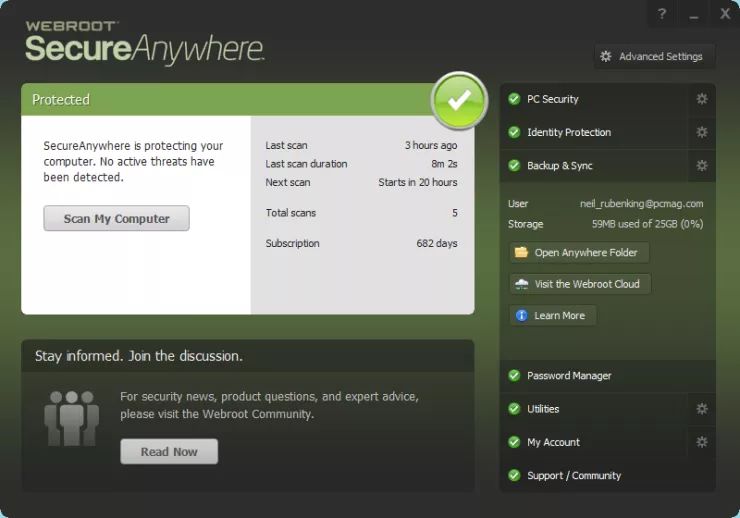 WEBROOT
SecureAnywhere
? _ X
Advanced Settings
Protected
SecureAnywhere is protecting your
computer. No active threats have
been detected.
Scan My Computer
Last scan 3 hours ago
Last scan duration 8m 2s
Next scan Starts in 20 hours
Total scans 5
Subscription 682 days
Stay informed. Join the discussion.
For security news, product questions, and expert advice,
please visit the Webroot Community.
Read Now
PC Security
Identity Protection
Backup & Sync
User neil_rubenking@pcmag.com
Storage 59MB used of 25GB (0%)
Open Anywhere Folder
Visit the Webroot Cloud
Learn More
Password Manager
Utilities
My Account
Support / Community